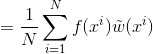 = \frac{1}{N} \sum_{i=1}^{N} f(x^i) \tilde{w}(x^i)